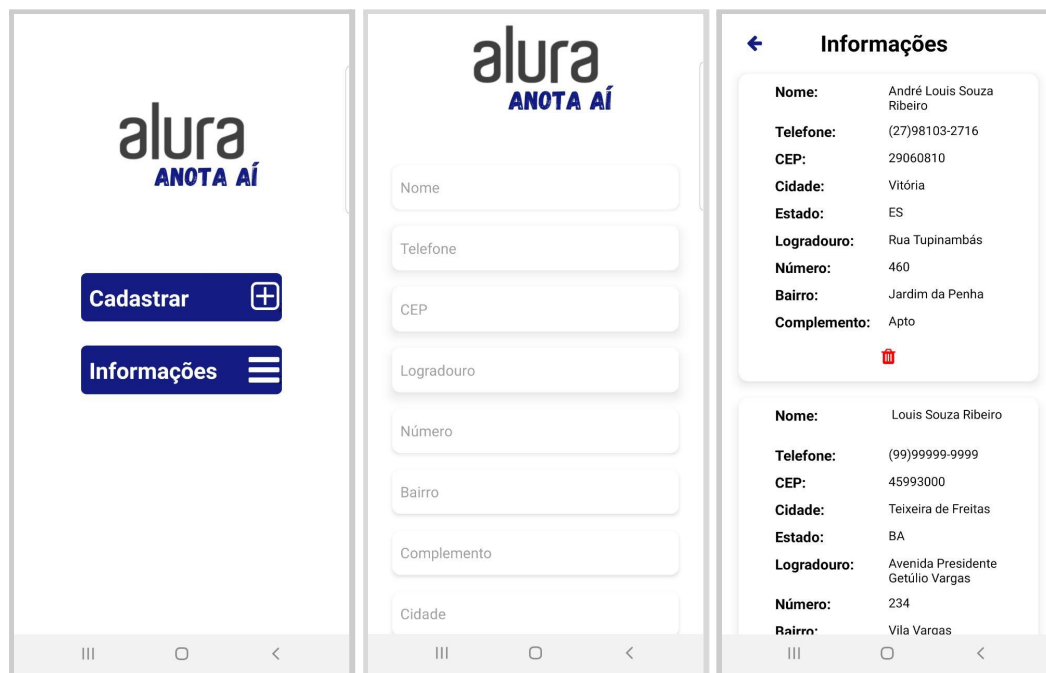 alura
ANOTA AÍ
Cadastrar
Informações
alura
ANOTA AÍ
Nome
Telefone
CEP
Logradouro
Número
Bairro
Complemento
Cidade
Informações
Nome: André Louis Souza
Ribeiro
Telefone: (27)98103-2716
CEP: 29060810
Cidade: Vitória
Estado: ES
Logradouro: Rua Tupinambás
Número: 460
Bairro: Jardim da Penha
Complemento: Apto
Nome: Louis Souza Ribeiro
Telefone: (99)99999-9999
CEP: 45993000
Cidade: Teixeira de Freitas
Estado: BA
Logradouro: Avenida Presidente
Getúlio Vargas
Número: 234
Bairro: Vila Vargas